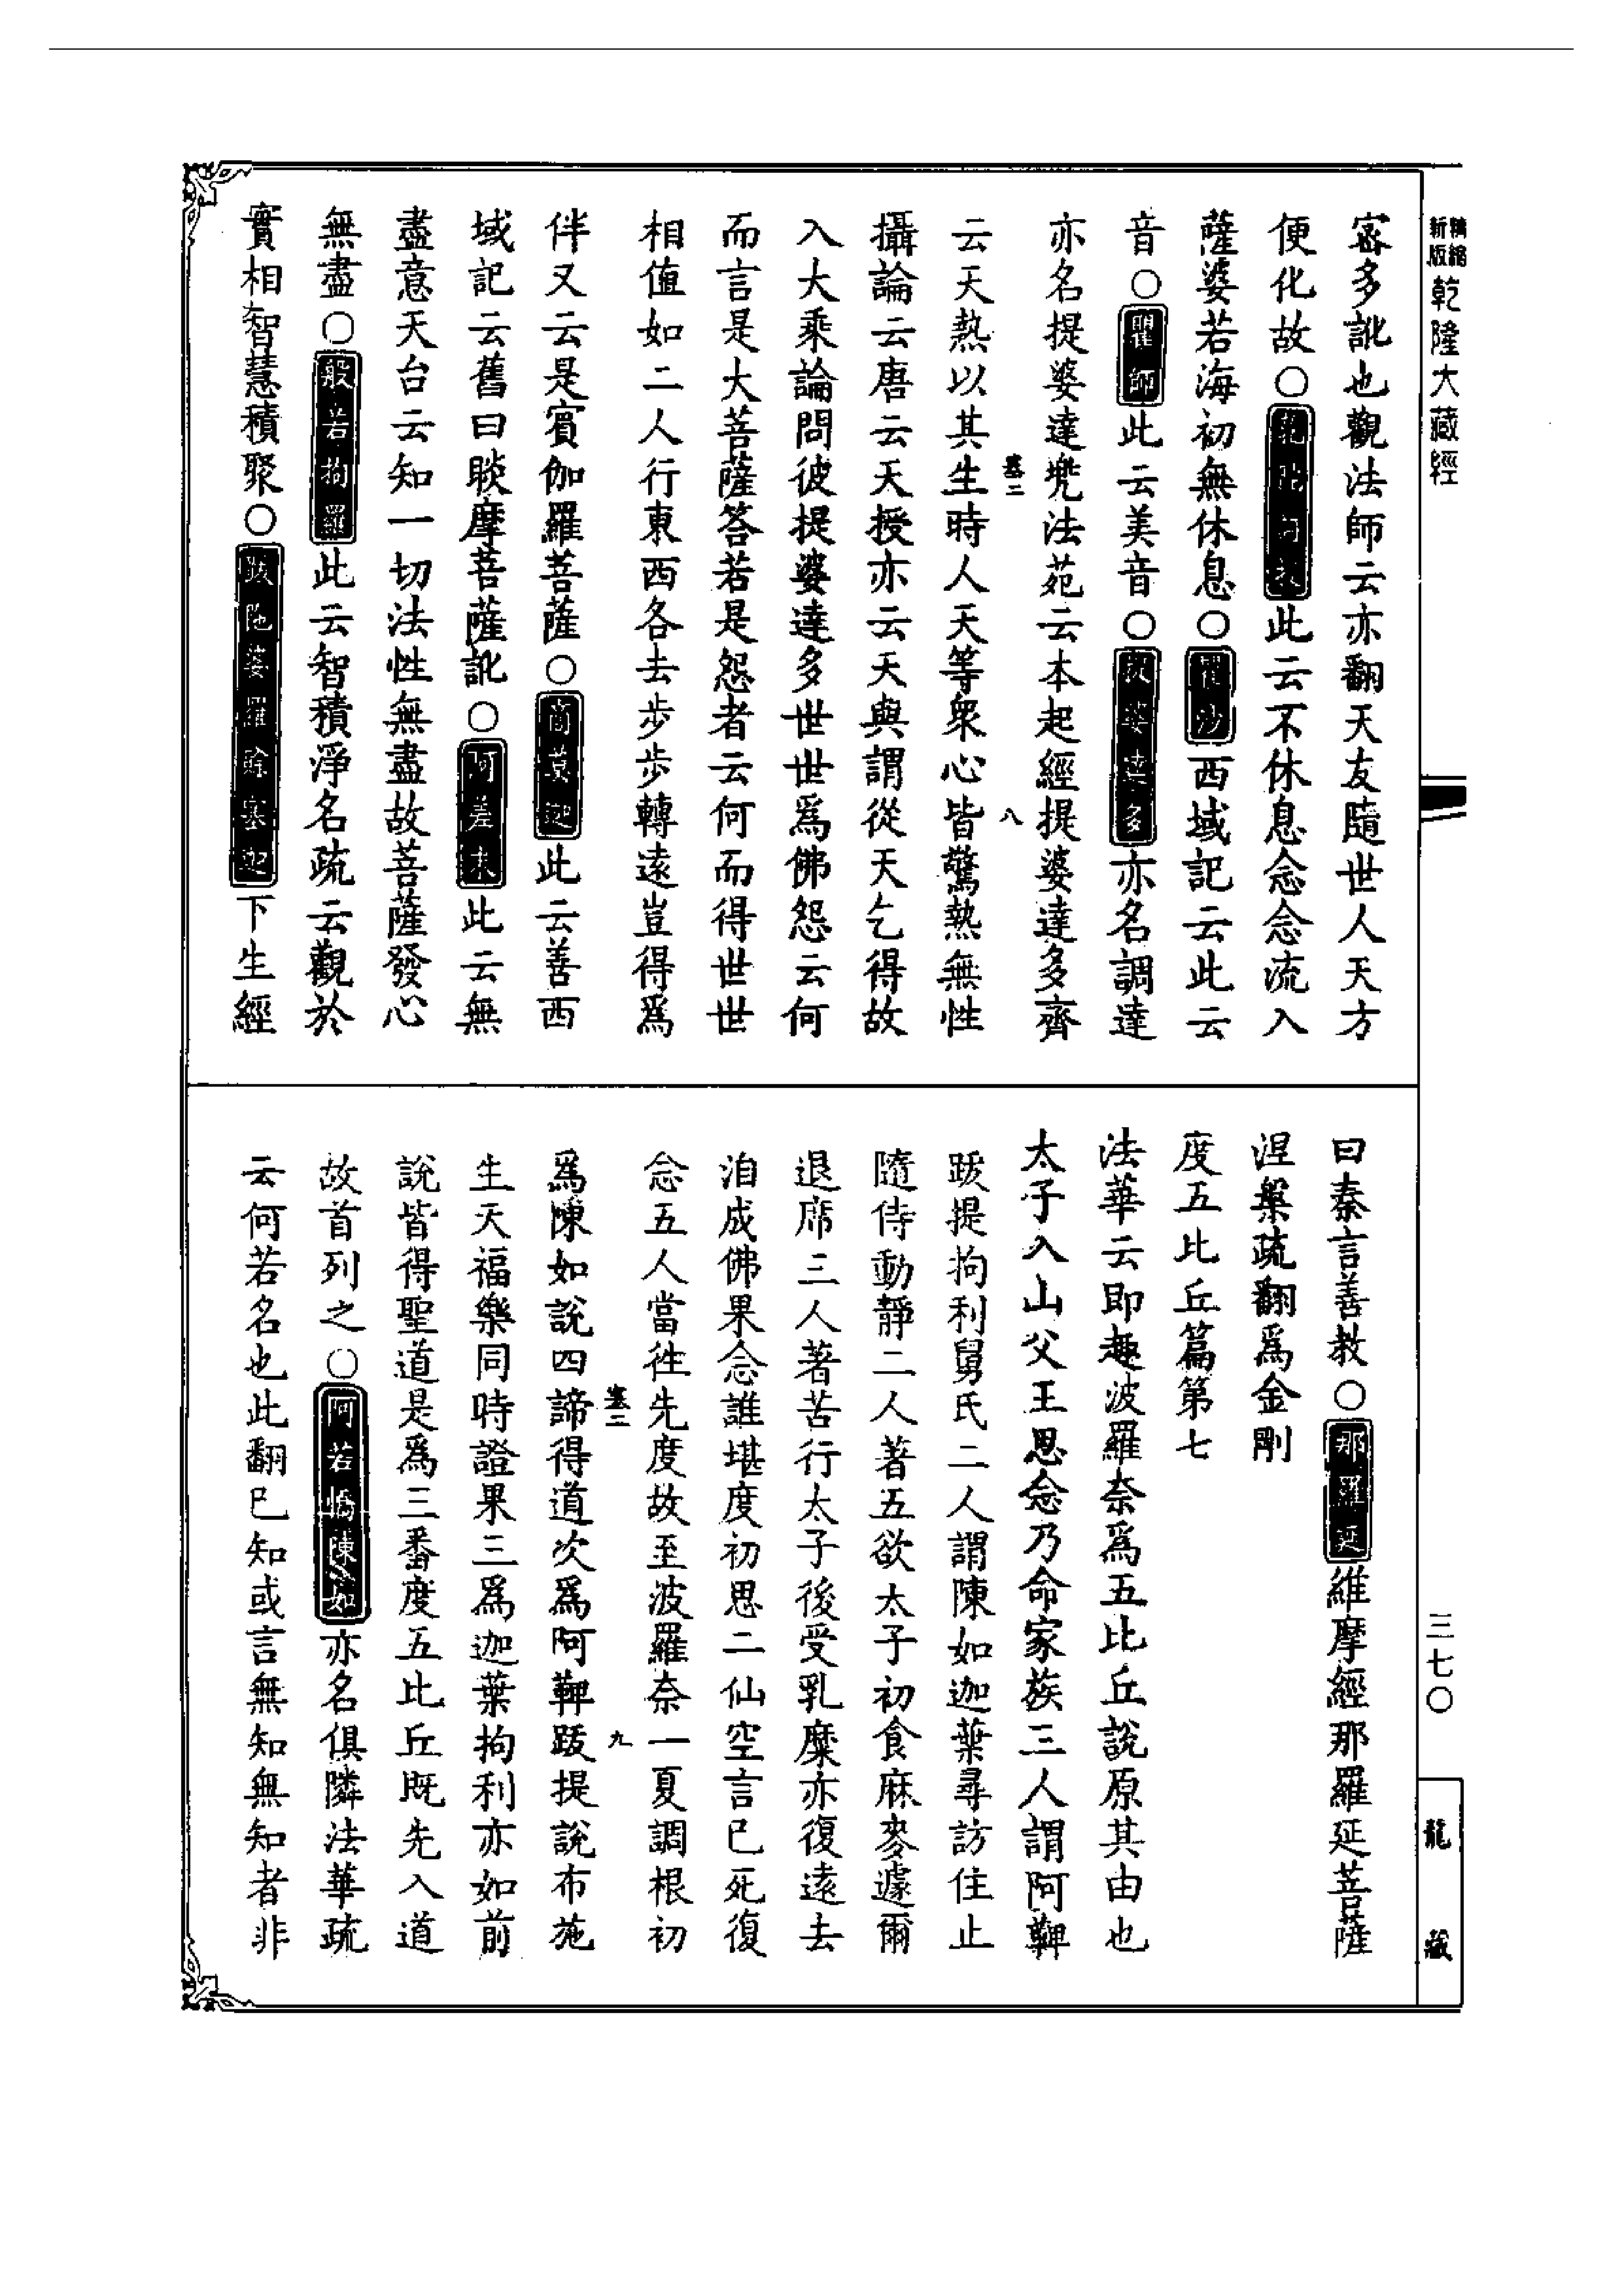 精縮新版乾隆大藏經
密多訛也觀法師云亦翻天友隨世人天方
便化故○乾陀訶晝此云不休息念念流入
薩婆若海初無休息○瞿沙西域記云此云
音○瞿師此云美音○提婆達多亦名調達
亦名提婆達兜法苑云本起經提婆達多齊
云天熱以其生時人天等衆心皆驚熱無性
攝論云唐云天授亦云天與謂從天乞得故
入大乘論問彼提婆達多世世爲佛怨云何
而言是大菩薩答若是怨者云何而得世世
相值如二人行東西各去步步轉遠豈得爲
伴又云是賓伽羅菩薩○商莫迦此云善西
域記云舊曰睒摩菩薩訛○阿差末此云無
盡意天台云知一切法性無盡故菩薩發心
無盡○般若拘羅此云智積淨名疏云觀於
實相智慧積聚○跋陀婆羅賒塞迦下生經
曰秦言善教○那羅延維摩經那羅延菩薩
涅槃疏翻爲金剛
度五比丘篇第七
法華云即趣波羅奈爲五比丘說原其由也
太子入山父王思念乃命家族三人謂阿鞞
跋提拘利舅氏二人謂陳如迦葉尋訪住止
隨侍動靜二人著五欲太子初食麻麥遽爾
退席三人著苦行太子後受乳糜亦復遠去
洎成佛果念誰堪度初思二仙空言已死復
念五人當往先度故至波羅奈一夏調根初
爲陳如說四諦得道次爲阿鞞跋提說布施
生天福樂同時證果三爲迦葉拘利亦如前
說皆得聖道是爲三番度五比丘既先入道
故首列之○阿若憍陳如亦名俱隣法華疏
云何若名也此翻已知或言無知無知者非
八
九
三七〇
龍藏